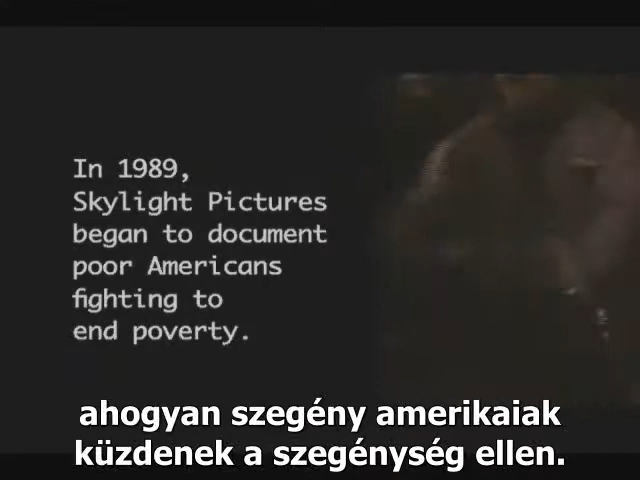 In 1989,
Skylight Pictures
began to document
poor Americans
fighting to
end poverty.
ahogyan szegény amerikaiak
küzdenek a szegénység ellen.